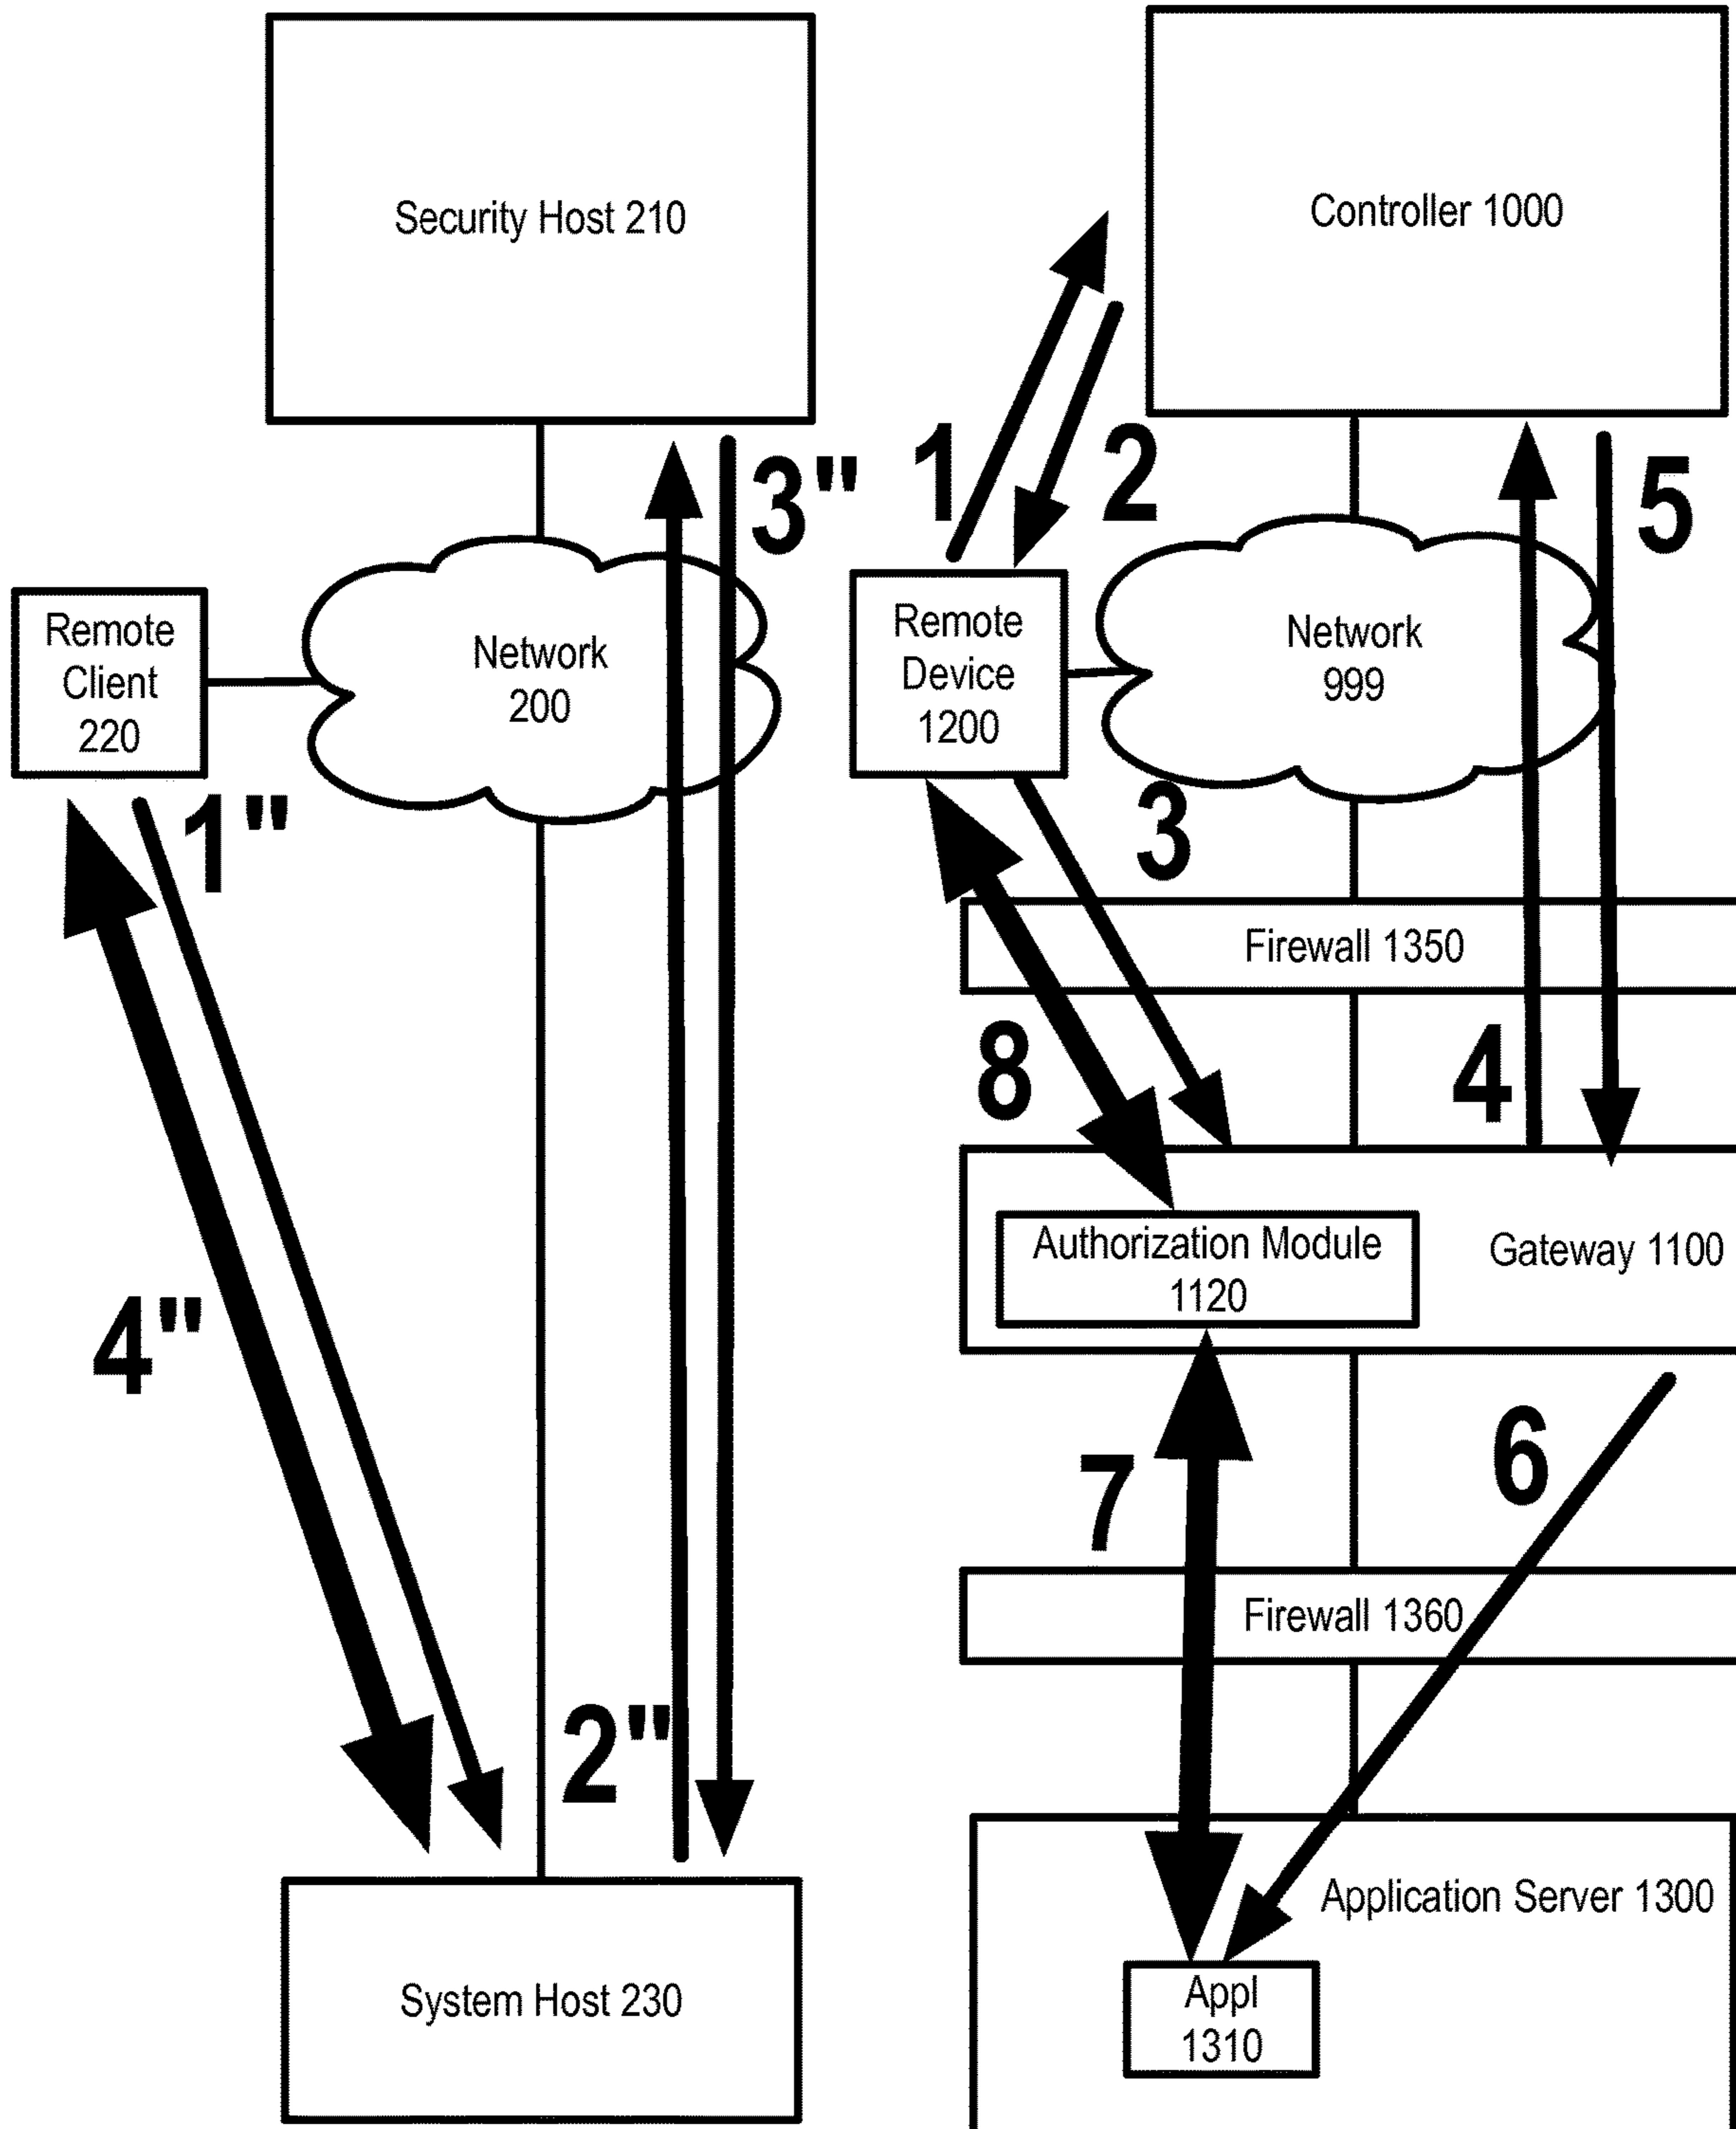 Security Host 210
Controller 1000
1
2
3"
5
Remote
Client
220
Network
200
Remote
Device
1200
Network
999
1"
3
Firewall 1350
8
4
Authorization Module
1120
Gateway 1100
4"
7
6
Firewall 1360
2"
Application Server 1300
System Host 230
Appl
1310